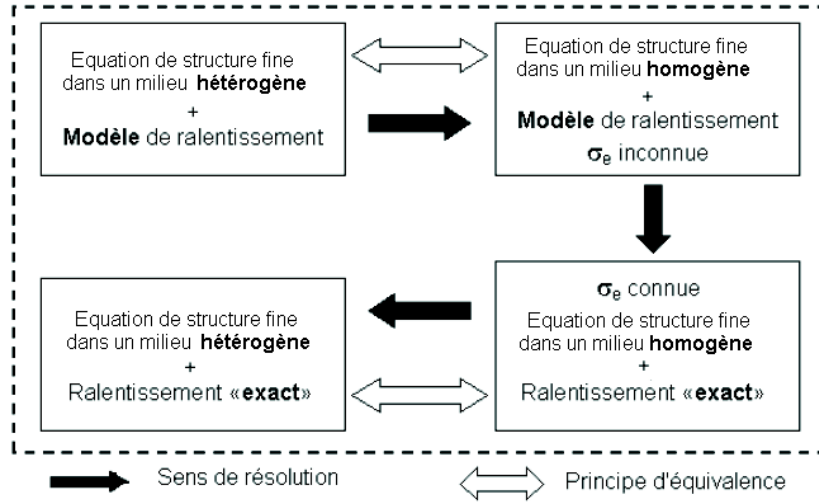 Equation de structure fine
dans un milieu hétérogène
+
Modèle de ralentissement
Equation de structure fine
dans un milieu homogène
+
Modèle de ralentissement
σe inconnue
Equation de structure fine
dans un milieu hétérogène
+
Ralentissement «exact»
σe connue
Equation de structure fine
dans un milieu homogène
+
Ralentissement «exact»
Sens de résolution
Principe d'équivalence